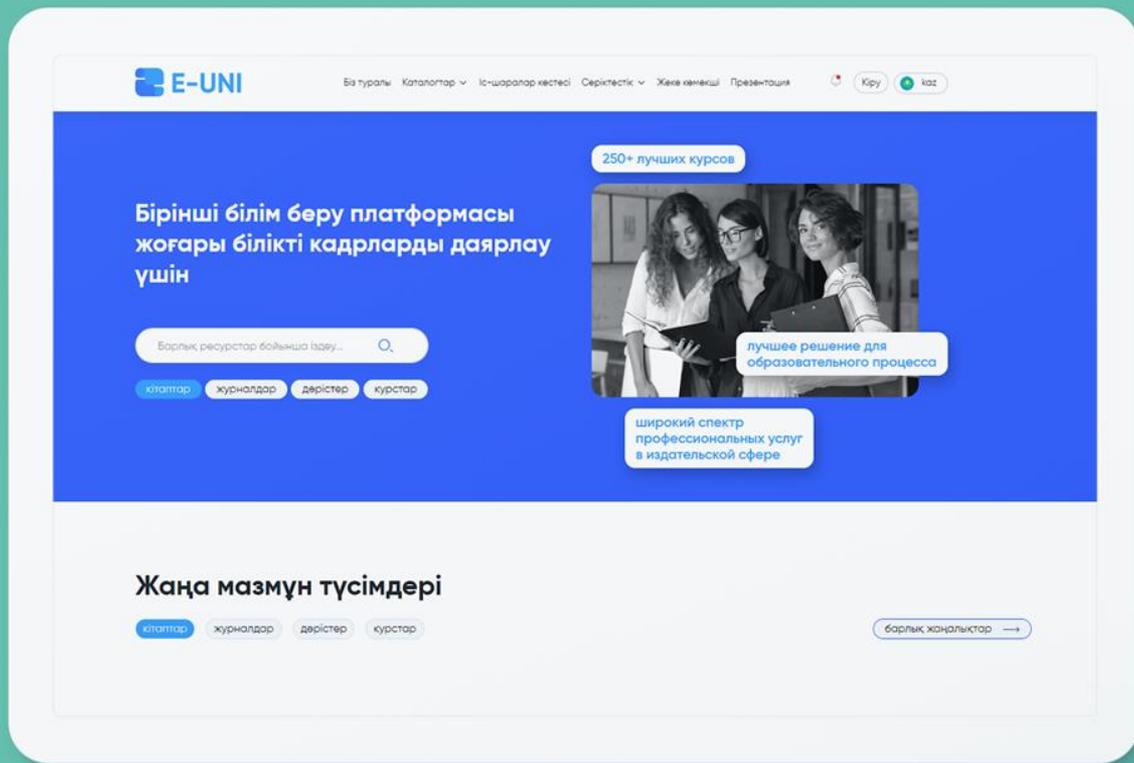 E-UNI
Біз туралы Каталогтар Іс-шаралар кестесі Серіктестік Жеке көмекші Презентация Кіру kaz
250+ лучших курсов
Бірінші білім беру платформасы
жоғары білікті кадрларды даярлау
үшін
Барлық ресурстар бойынша іздеу...
кітаптар журналдар дәрістер курстар
лучшее решение для
образовательного процесса
широкий спектр
профессиональных услуг
в издательской сфере
Жаңа мазмұн түсімдері
кітаптар журналдар дәрістер курстар
барлық жаңалықтар